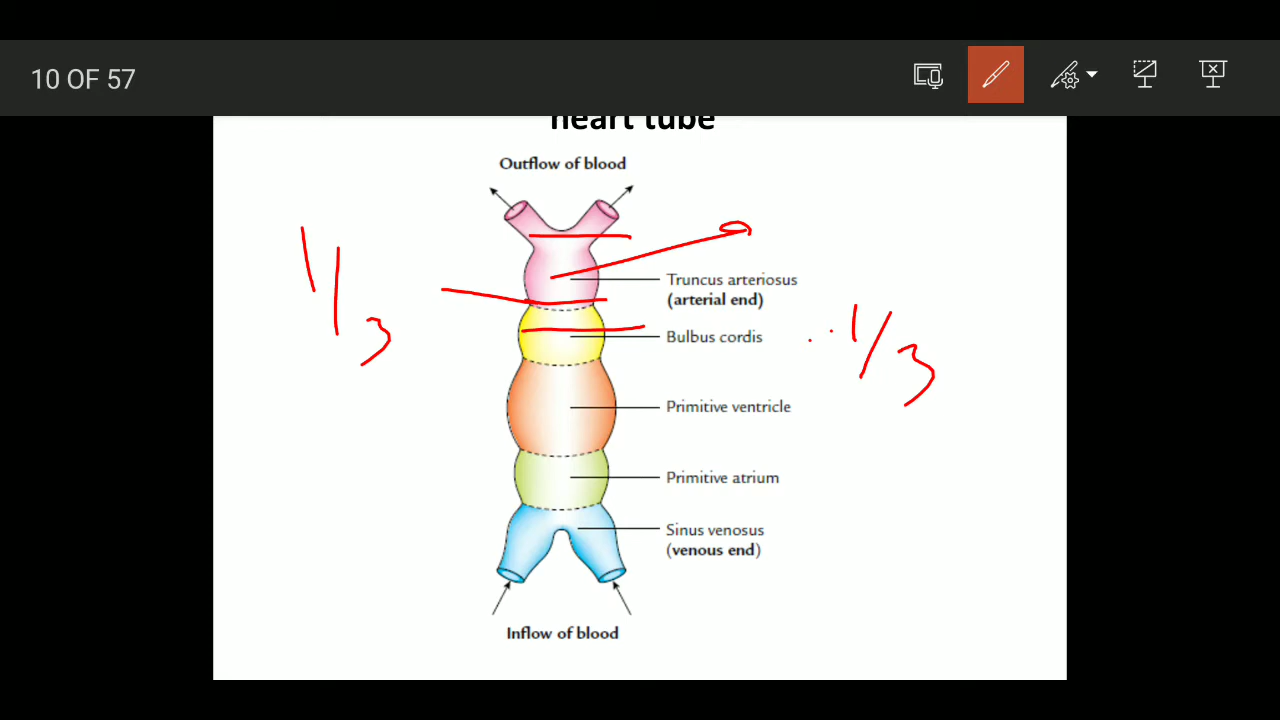 10 OF 57
heart tube
Outflow of blood
Truncus arteriosus
(arterial end)
1/3
Bulbus cordis
1/3
Primitive ventricle
Primitive atrium
Sinus venosus
(venous end)
Inflow of blood